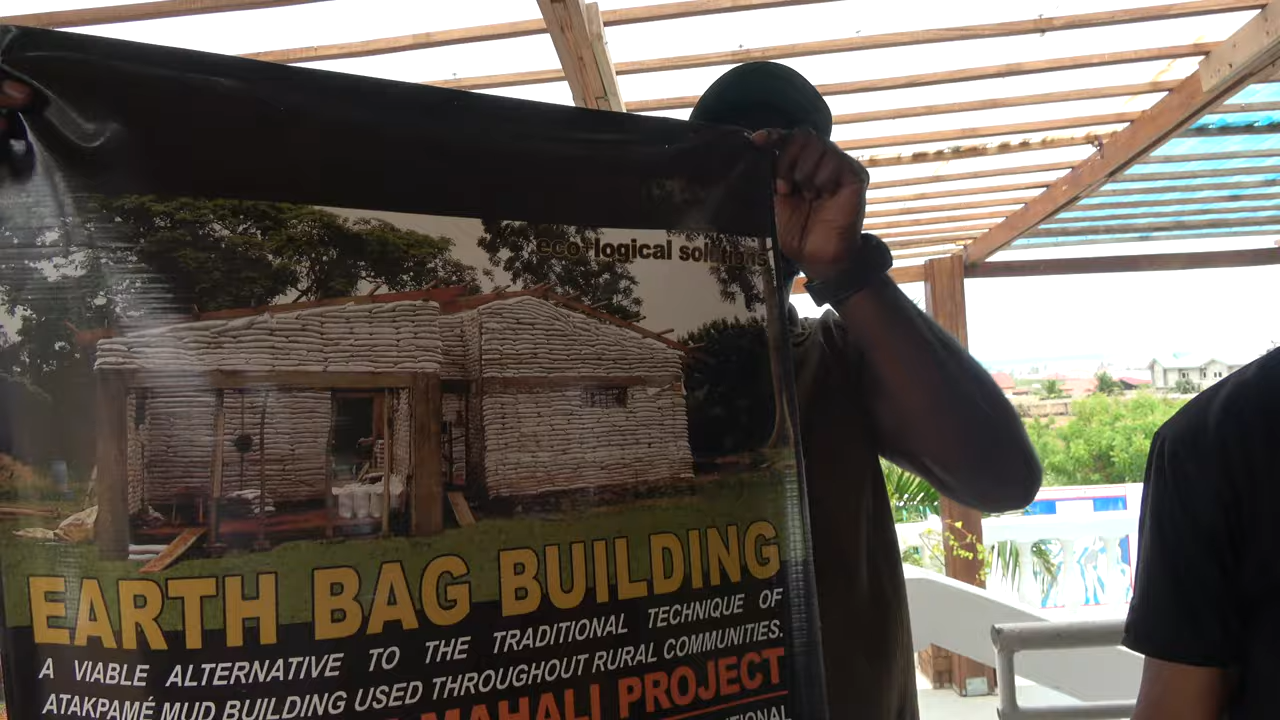 eco+logical solutions
EARTH BAG BUILDING
A VIABLE ALTERNATIVE TO THE TRADITIONAL TECHNIQUE OF
ATAKPAMÉ MUD BUILDING USED THROUGHOUT RURAL COMMUNITIES.
MAHALI PROJECT